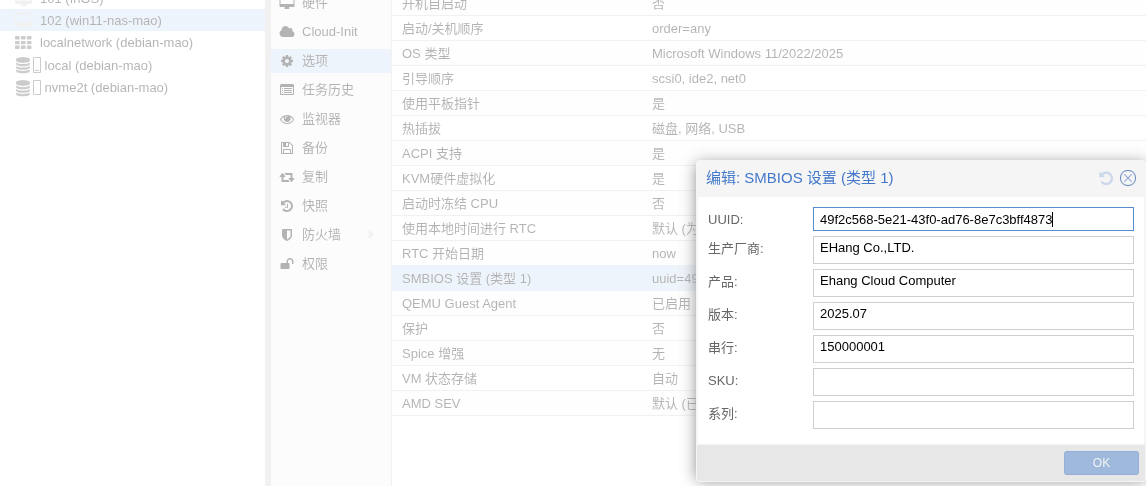 101 (InOS)
102 (win11-nas-mao)
localnetwork (debian-mao)
local (debian-mao)
nvme2t (debian-mao)
硬件
Cloud-Init
选项
任务历史
监视器
备份
复制
快照
防火墙
权限
开机自启动 否
启动/关机顺序 order=any
OS 类型 Microsoft Windows 11/2022/2025
引导顺序 scsi0, ide2, net0
使用平板指针 是
热插拔 磁盘, 网络, USB
ACPI 支持 是
KVM硬件虚拟化 是
启动时冻结 CPU 否
使用本地时间进行 RTC 默认 (为
RTC 开始日期 now
SMBIOS 设置 (类型 1) uuid=49
QEMU Guest Agent 已启用
保护 否
Spice 增强 无
VM 状态存储 自动
AMD SEV 默认 (已
编辑: SMBIOS 设置 (类型 1)
UUID: 49f2c568-5e21-43f0-ad76-8e7c3bff4873
生产厂商: EHang Co.,LTD.
产品: Ehang Cloud Computer
版本: 2025.07
串行: 150000001
SKU:
系列:
OK